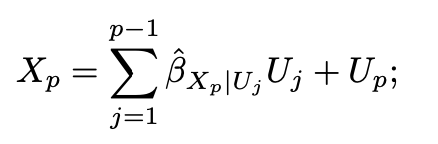 $X_p = \sum_{j=1}^{p-1} \hat{\beta}_{X_p|U_j} U_j + U_p;$